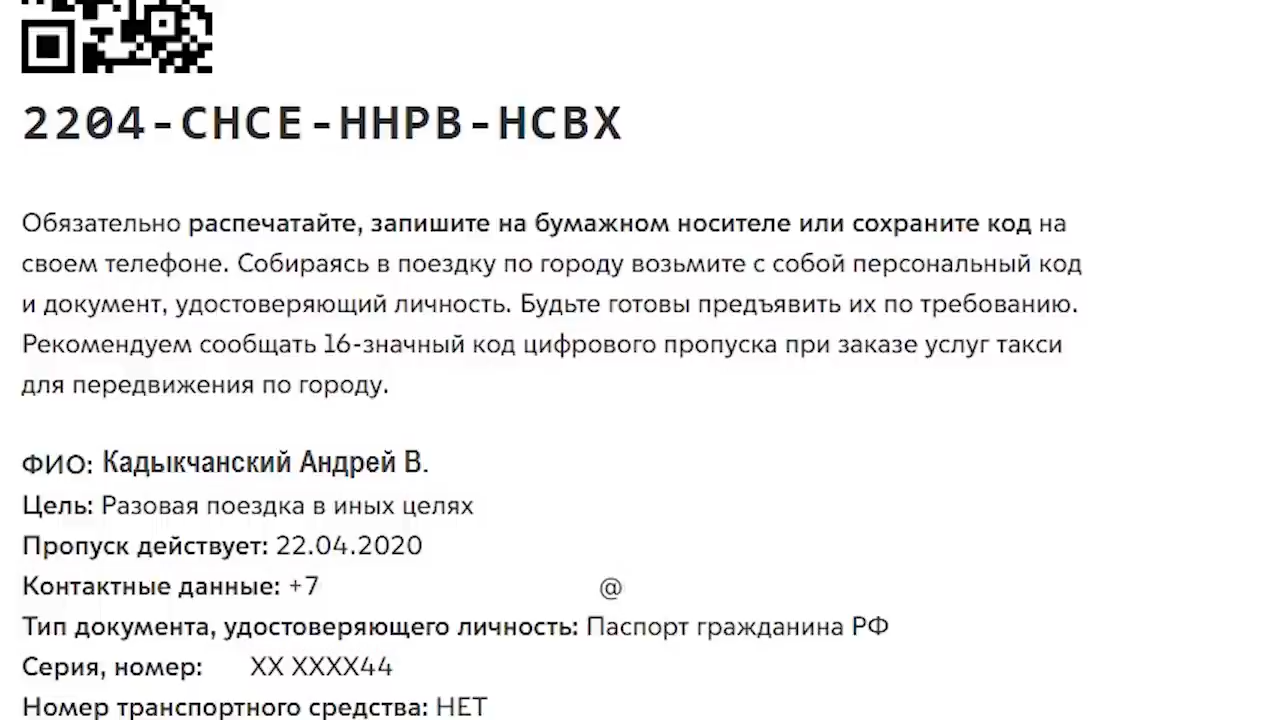 2204-CHCE-HHPB-HCBX
Обязательно распечатайте, запишите на бумажном носителе или сохраните код на
своем телефоне. Собираясь в поездку по городу возьмите с собой персональный код
и документ, удостоверяющий личность. Будьте готовы предъявить их по требованию.
Рекомендуем сообщать 16-значный код цифрового пропуска при заказе услуг такси
для передвижения по городу.
ФИО: Кадыкчанский Андрей В.
Цель: Разовая поездка в иных целях
Пропуск действует: 22.04.2020
Контактные данные: +7 @
Тип документа, удостоверяющего личность: Паспорт гражданина РФ
Серия, номер: XX XXXX44
Номер транспортного средства: НЕТ